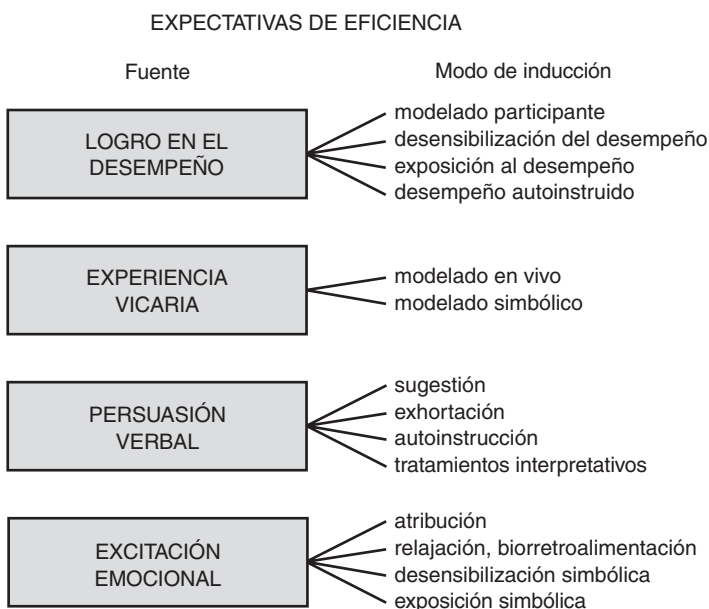 EXPECTATIVAS DE EFICIENCIA
Fuente
Modo de inducción
LOGRO EN EL
DESEMPEÑO
modelado participante
desensibilización del desempeño
exposición al desempeño
desempeño autoinstruido
EXPERIENCIA
VICARIA
modelado en vivo
modelado simbólico
PERSUASIÓN
VERBAL
sugestión
exhortación
autoinstrucción
tratamientos interpretativos
EXCITACIÓN
EMOCIONAL
atribución
relajación, biorretroalimentación
desensibilización simbólica
exposición simbólica